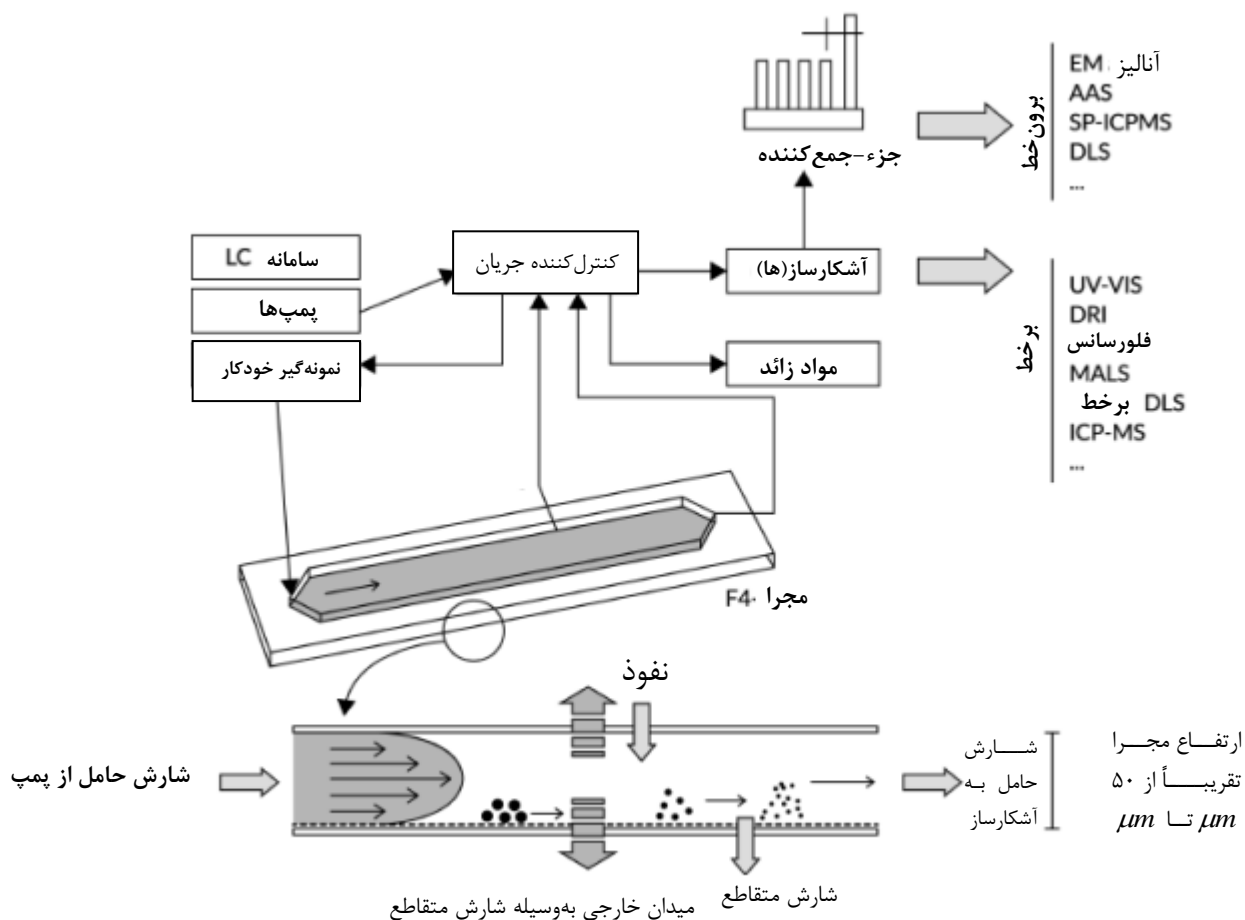 آنالیز EM
AAS
SP-ICPMS
DLS
...
برون‌خط
جزء-جمع‌کننده
سامانه LC
پمپ‌ها
نمونه‌گیر خودکار
کنترل‌کننده جریان
آشکارساز(ها)
مواد زائد
UV-VIS
DRI
فلورسانس
MALS
برخط DLS
ICP-MS
...
برخط
مجرا F4
نفوذ
شارش حامل از پمپ
شارش
حامل به
آشکارساز
ارتفاع مجرا
تقریباً از ۵۰
μm تا μm
شارش متقاطع
میدان خارجی به‌وسیله شارش متقاطع